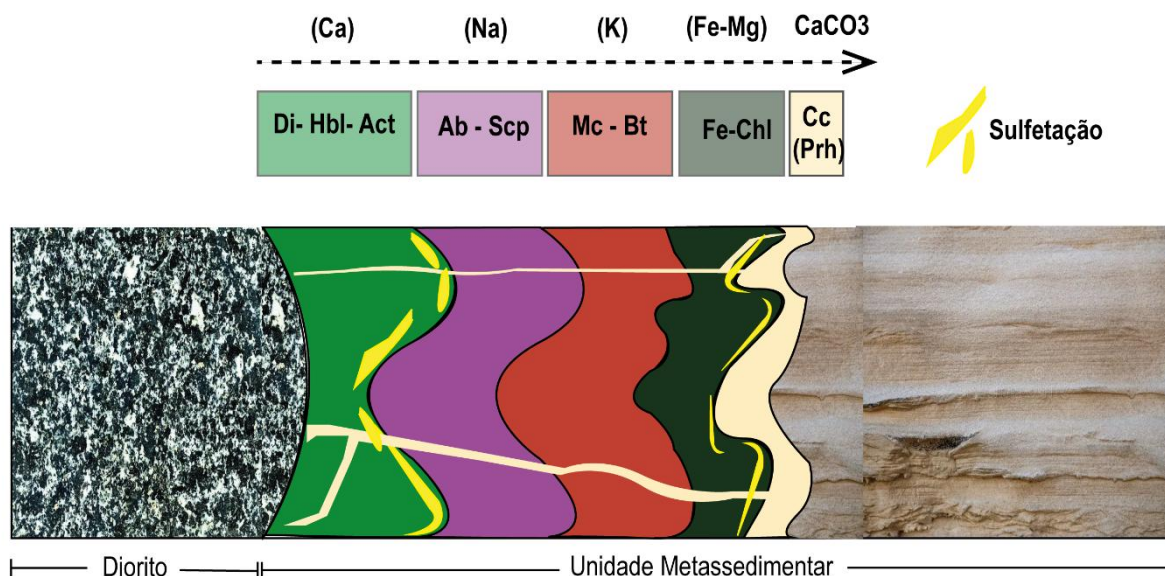 (Ca) (Na) (K) (Fe-Mg) CaCO3
Di- Hbl- Act Ab - Scp Mc - Bt Fe-Chl Cc
(Prh)
Sulfetação
Diorito Unidade Metassedimentar